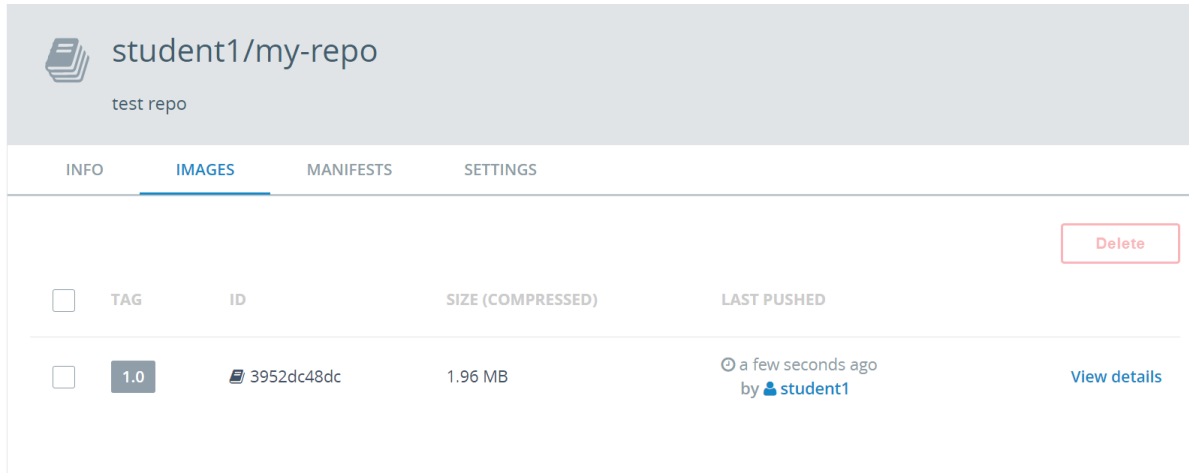 student1/my-repo
test repo
INFO IMAGES MANIFESTS SETTINGS
Delete
TAG ID SIZE (COMPRESSED) LAST PUSHED
1.0 3952dc48dc 1.96 MB a few seconds ago
by student1 View details